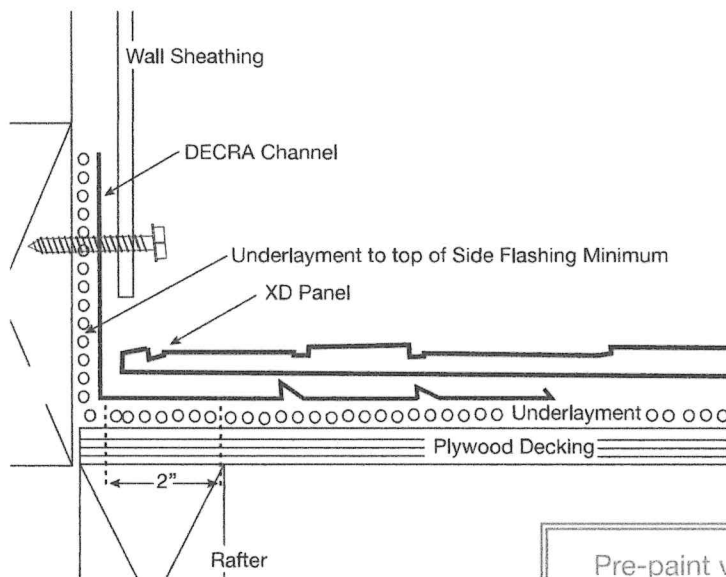 Wall Sheathing
DECRA Channel
Underlayment to top of Side Flashing Minimum
XD Panel
Underlayment
Plywood Decking
2"
Rafter
Pre-paint